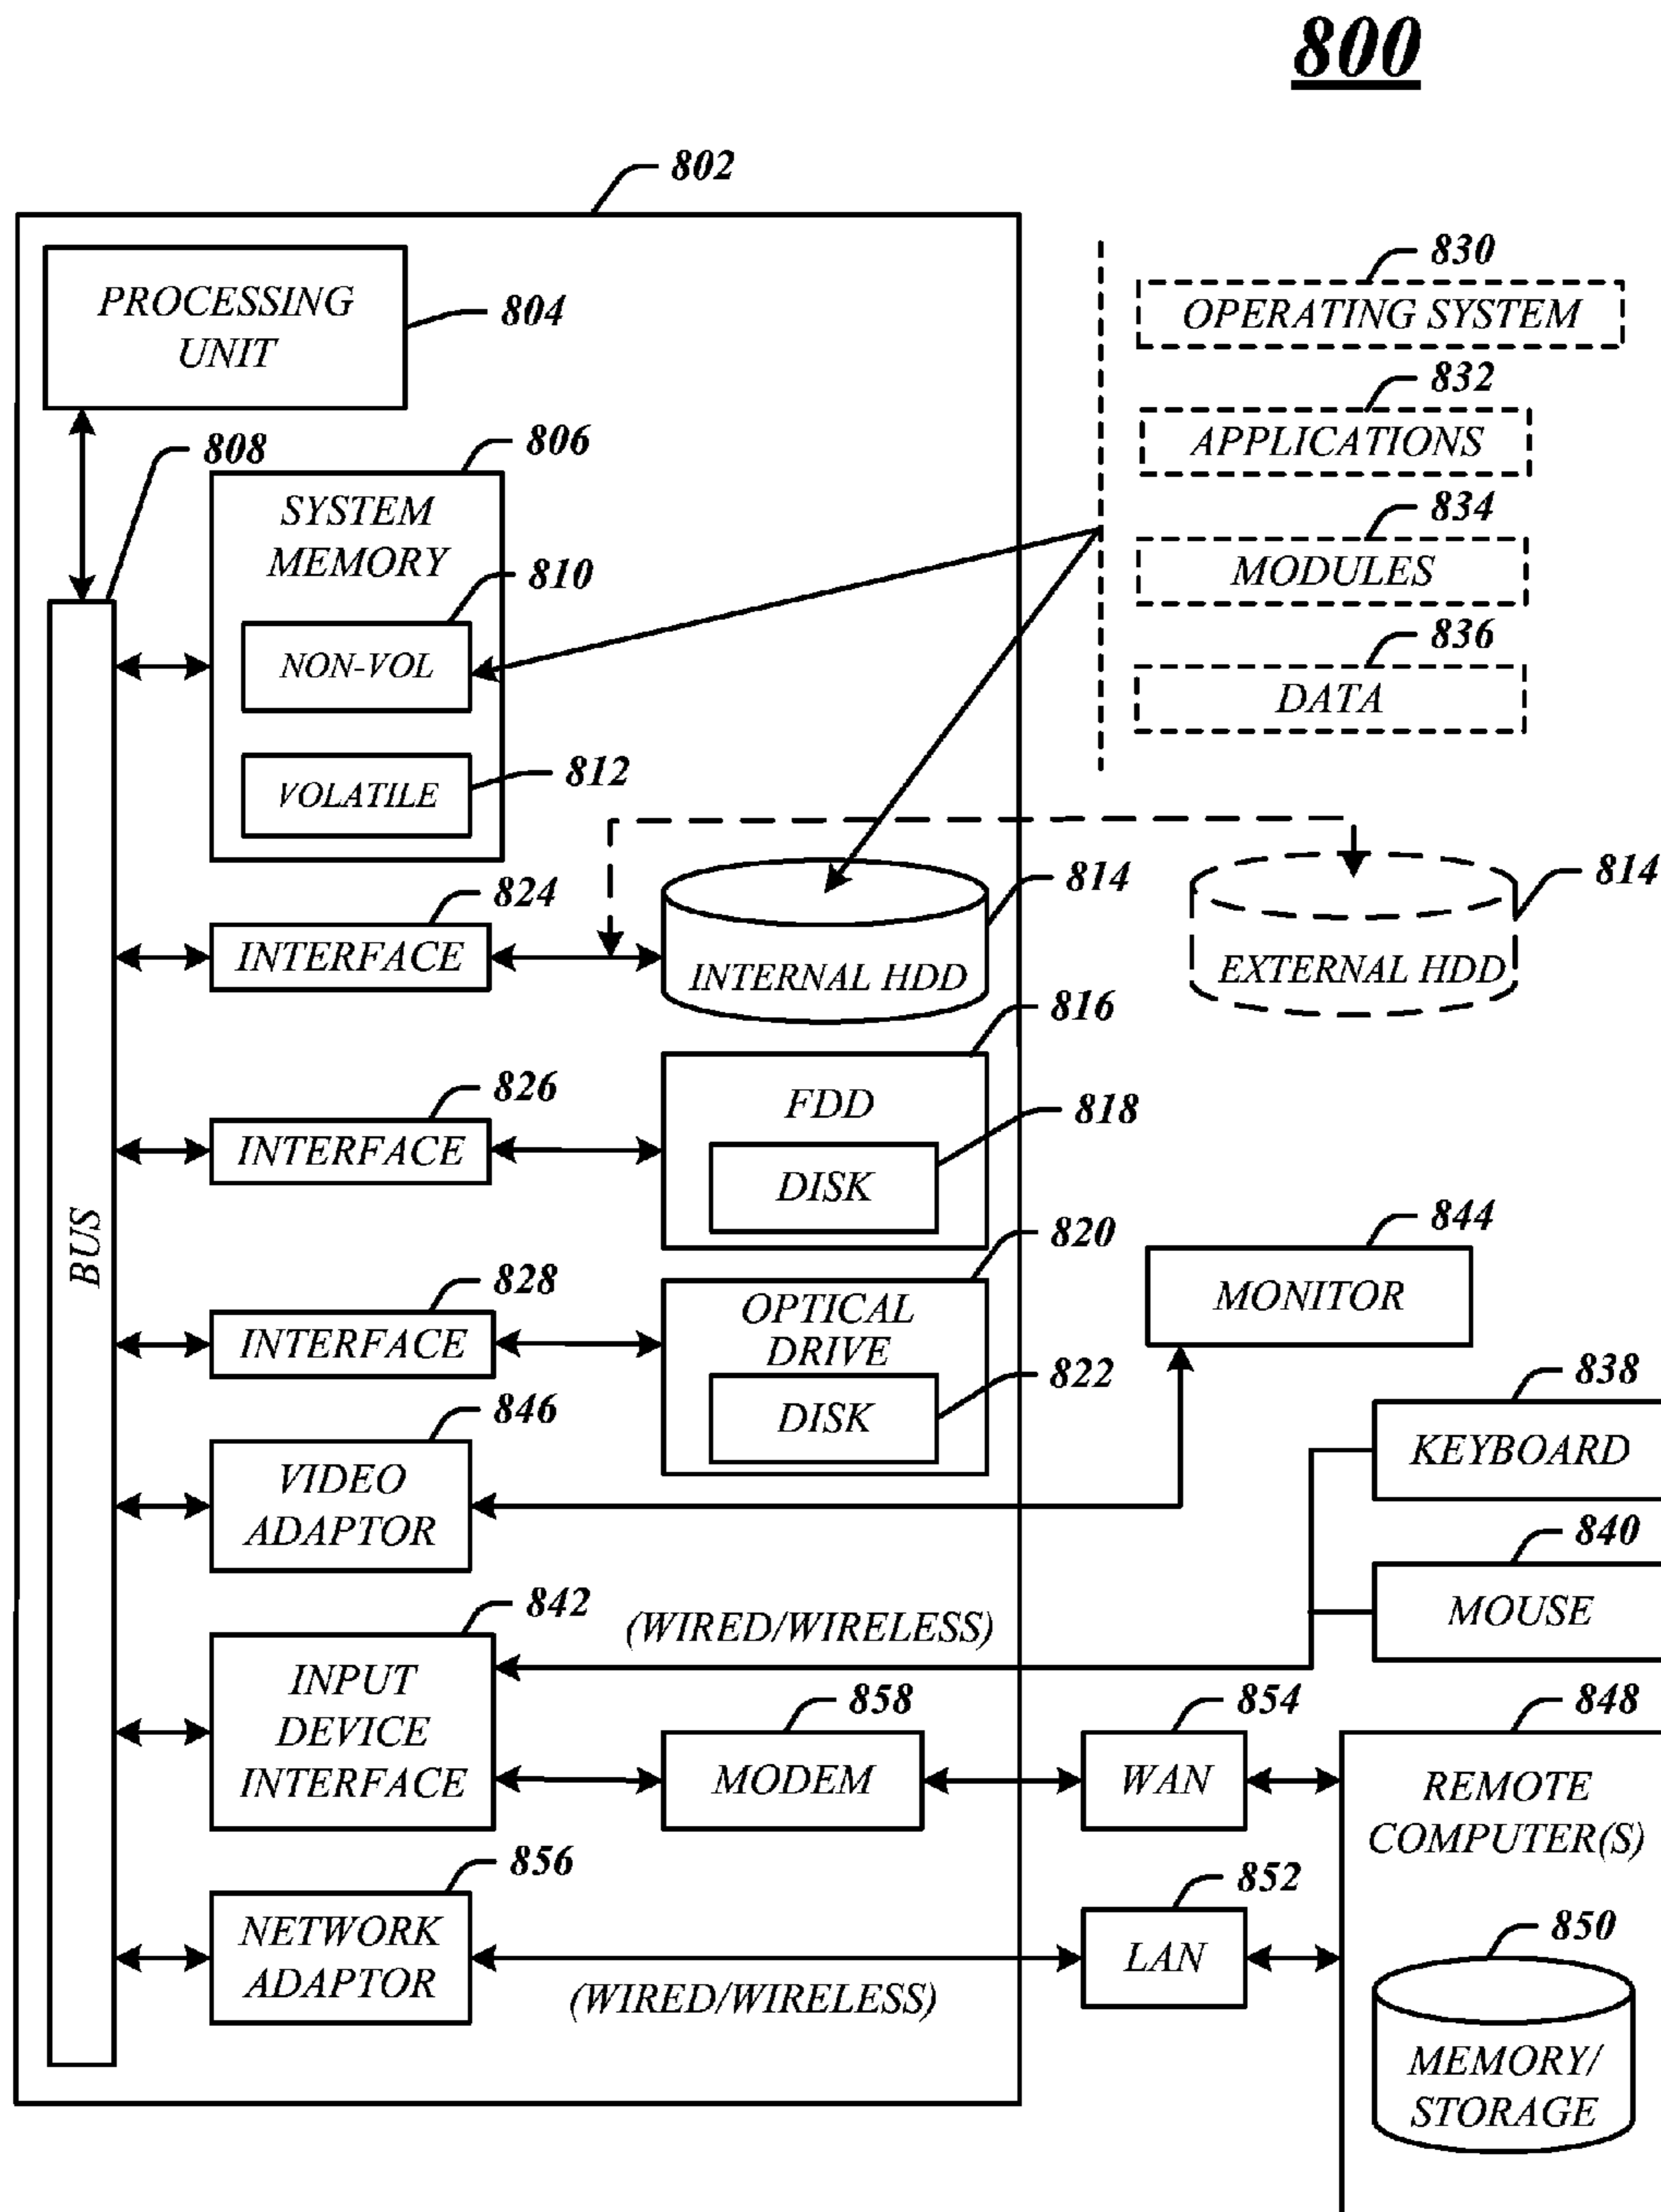 800
802
PROCESSING
UNIT
804
830
OPERATING SYSTEM
832
APPLICATIONS
834
MODULES
836
DATA
808
806
SYSTEM
MEMORY
810
NON-VOL
812
VOLATILE
BUS
824
INTERFACE
814
INTERNAL HDD
814
EXTERNAL HDD
826
INTERFACE
816
FDD
818
DISK
828
INTERFACE
820
OPTICAL
DRIVE
822
DISK
844
MONITOR
846
VIDEO
ADAPTOR
838
KEYBOARD
840
MOUSE
842
INPUT
DEVICE
INTERFACE
(WIRED/WIRELESS)
858
MODEM
854
WAN
848
REMOTE
COMPUTER(S)
856
NETWORK
ADAPTOR
(WIRED/WIRELESS)
852
LAN
850
MEMORY/
STORAGE